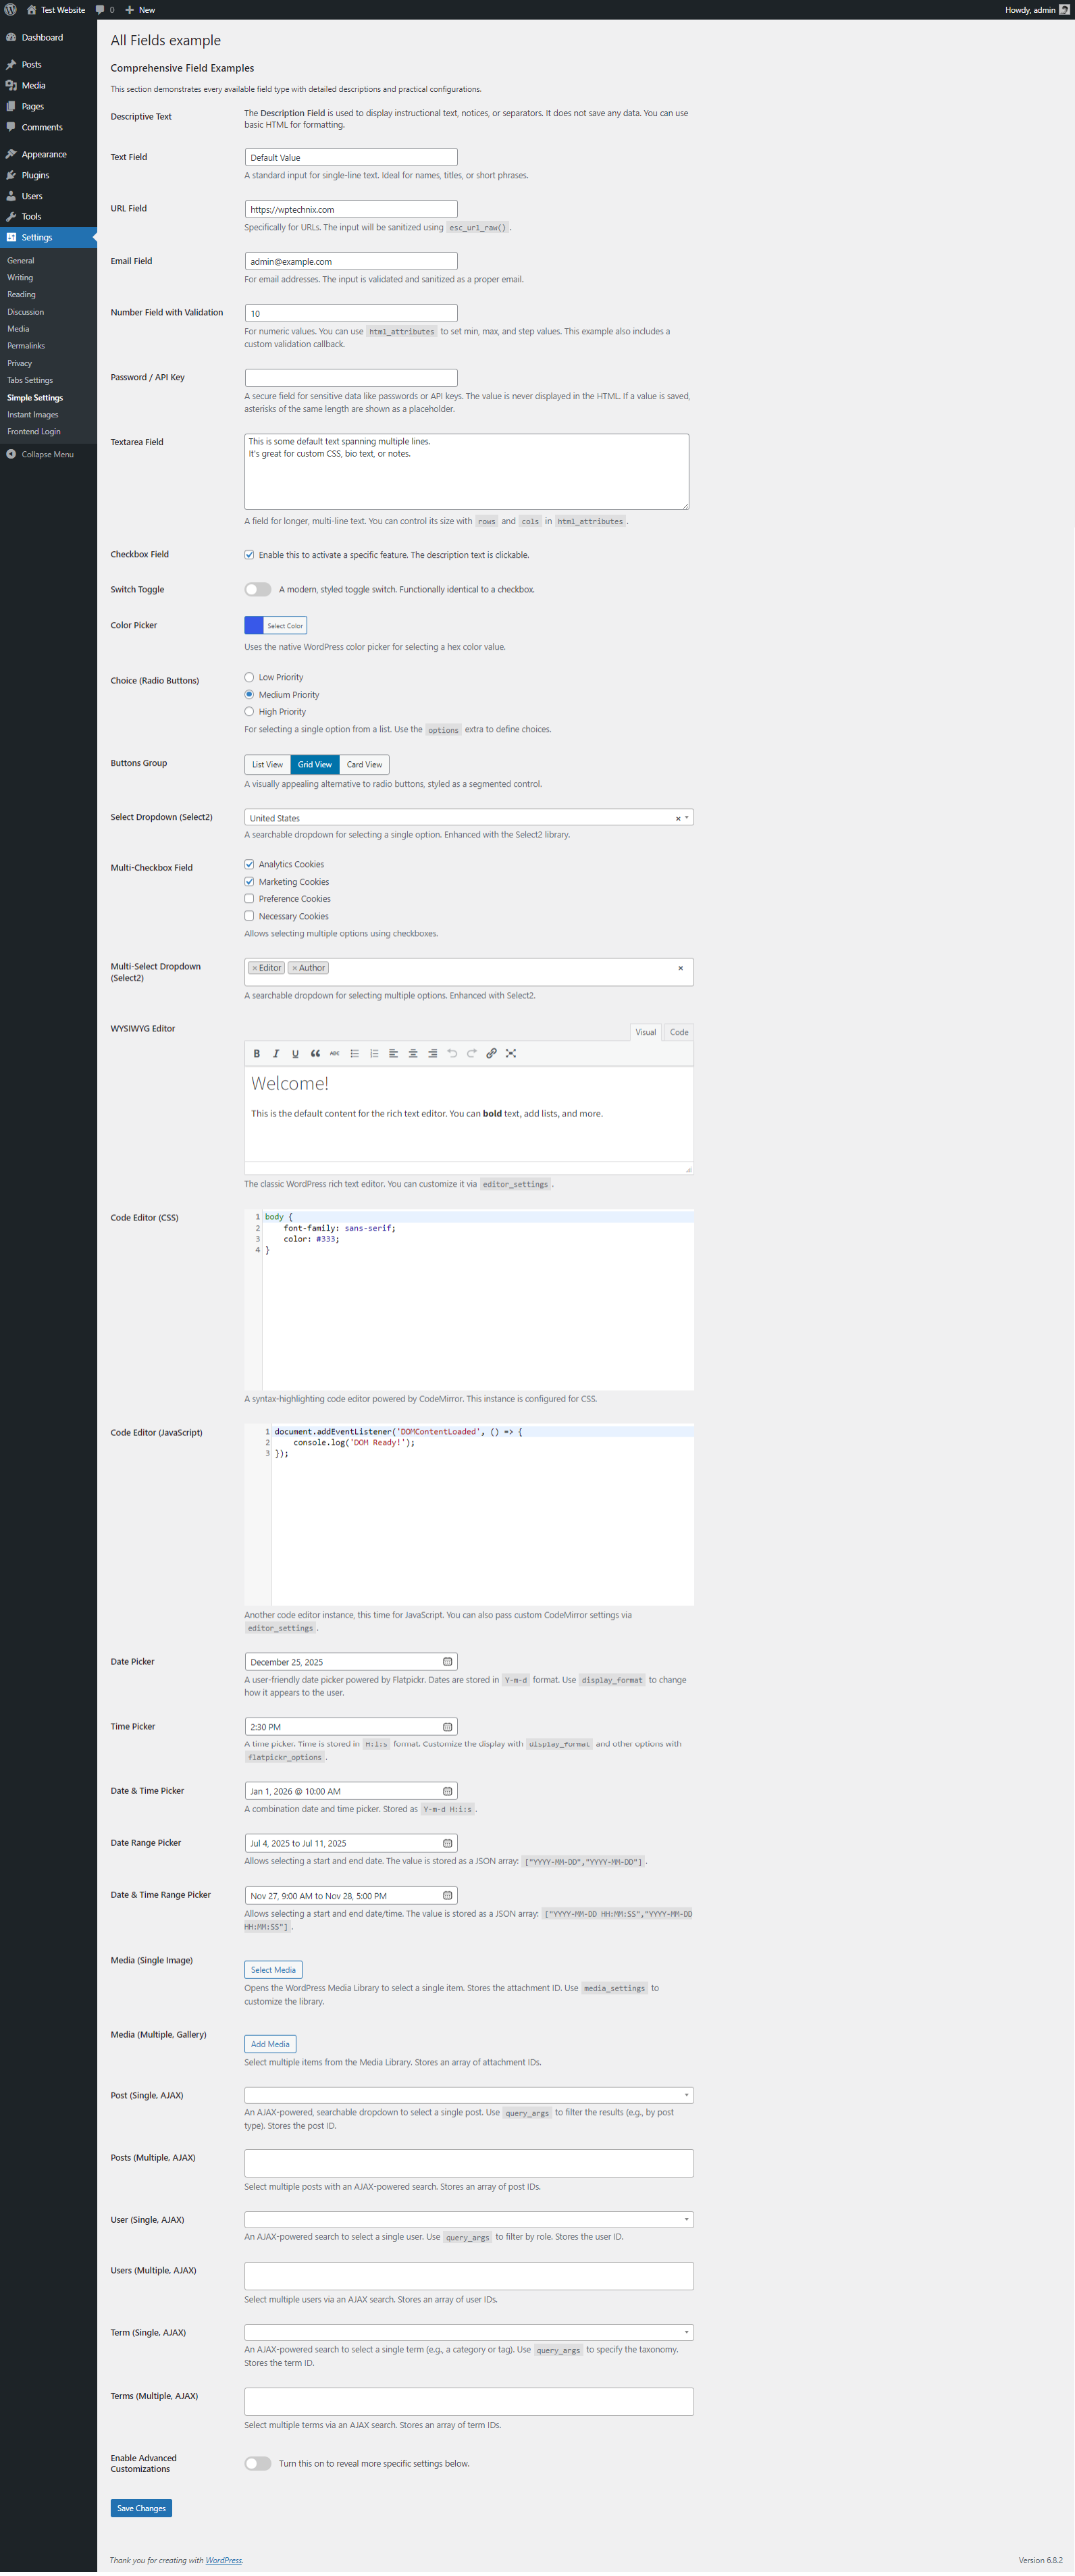 Test Website 0 New Howdy, admin
Dashboard
Posts
Media
Pages
Comments
Appearance
Plugins
Users
Tools
Settings
General
Writing
Reading
Discussion
Media
Permalinks
Privacy
Tabs Settings
Simple Settings
Instant Images
Frontend Login
Collapse Menu
All Fields example
Comprehensive Field Examples
This section demonstrates every available field type with detailed descriptions and practical configurations.
Descriptive Text
The Description Field is used to display instructional text, notices, or separators. It does not save any data. You can use
basic HTML for formatting.
Text Field
Default Value
A standard input for single-line text. Ideal for names, titles, or short phrases.
URL Field
https://wptechnix.com
Specifically for URLs. The input will be sanitized using esc_url_raw() .
Email Field
admin@example.com
For email addresses. The input is validated and sanitized as a proper email.
Number Field with Validation
10
For numeric values. You can use html_attributes to set min, max, and step values. This example also includes a
custom validation callback.
Password / API Key
A secure field for sensitive data like passwords or API keys. The value is never displayed in the HTML. If a value is saved,
asterisks of the same length are shown as a placeholder.
Textarea Field
This is some default text spanning multiple lines.
It's great for custom CSS, bio text, or notes.
A field for longer, multi-line text. You can control its size with rows and cols in html_attributes .
Checkbox Field
Enable this to activate a specific feature. The description text is clickable.
Switch Toggle
A modern, styled toggle switch. Functionally identical to a checkbox.
Color Picker
Select Color
Uses the native WordPress color picker for selecting a hex color value.
Choice (Radio Buttons)
Low Priority
Medium Priority
High Priority
For selecting a single option from a list. Use the options extra to define choices.
Buttons Group
List View Grid View Card View
A visually appealing alternative to radio buttons, styled as a segmented control.
Select Dropdown (Select2)
United States ×
A searchable dropdown for selecting a single option. Enhanced with the Select2 library.
Multi-Checkbox Field
Analytics Cookies
Marketing Cookies
Preference Cookies
Necessary Cookies
Allows selecting multiple options using checkboxes.
Multi-Select Dropdown
(Select2)
× Editor × Author ×
A searchable dropdown for selecting multiple options. Enhanced with Select2.
WYSIWYG Editor
Visual Code
B I U ABC
Welcome!
This is the default content for the rich text editor. You can bold text, add lists, and more.
The classic WordPress rich text editor. You can customize it via editor_settings .
Code Editor (CSS)
1 body {
2 font-family: sans-serif;
3 color: #333;
4 }
A syntax-highlighting code editor powered by CodeMirror. This instance is configured for CSS.
Code Editor (JavaScript)
1 document.addEventListener('DOMContentLoaded', () => {
2 console.log('DOM Ready!');
3 });
Another code editor instance, this time for JavaScript. You can also pass custom CodeMirror settings via
editor_settings .
Date Picker
December 25, 2025
A user-friendly date picker powered by Flatpickr. Dates are stored in Y-m-d format. Use display_format to change
how it appears to the user.
Time Picker
2:30 PM
A time picker. Time is stored in H:i:s format. Customize the display with display_format and other options with
flatpickr_options .
Date & Time Picker
Jan 1, 2026 @ 10:00 AM
A combination date and time picker. Stored as Y-m-d H:i:s .
Date Range Picker
Jul 4, 2025 to Jul 11, 2025
Allows selecting a start and end date. The value is stored as a JSON array: ["YYYY-MM-DD","YYYY-MM-DD"] .
Date & Time Range Picker
Nov 27, 9:00 AM to Nov 28, 5:00 PM
Allows selecting a start and end date/time. The value is stored as a JSON array: ["YYYY-MM-DD HH:MM:SS","YYYY-MM-DD
HH:MM:SS"] .
Media (Single Image)
Select Media
Opens the WordPress Media Library to select a single item. Stores the attachment ID. Use media_settings to
customize the library.
Media (Multiple, Gallery)
Add Media
Select multiple items from the Media Library. Stores an array of attachment IDs.
Post (Single, AJAX)
An AJAX-powered, searchable dropdown to select a single post. Use query_args to filter the results (e.g., by post
type). Stores the post ID.
Posts (Multiple, AJAX)
Select multiple posts with an AJAX-powered search. Stores an array of post IDs.
User (Single, AJAX)
An AJAX-powered search to select a single user. Use query_args to filter by role. Stores the user ID.
Users (Multiple, AJAX)
Select multiple users via an AJAX search. Stores an array of user IDs.
Term (Single, AJAX)
An AJAX-powered search to select a single term (e.g., a category or tag). Use query_args to specify the taxonomy.
Stores the term ID.
Terms (Multiple, AJAX)
Select multiple terms via an AJAX search. Stores an array of term IDs.
Enable Advanced
Customizations
Turn this on to reveal more specific settings below.
Save Changes
Thank you for creating with WordPress. Version 6.8.2